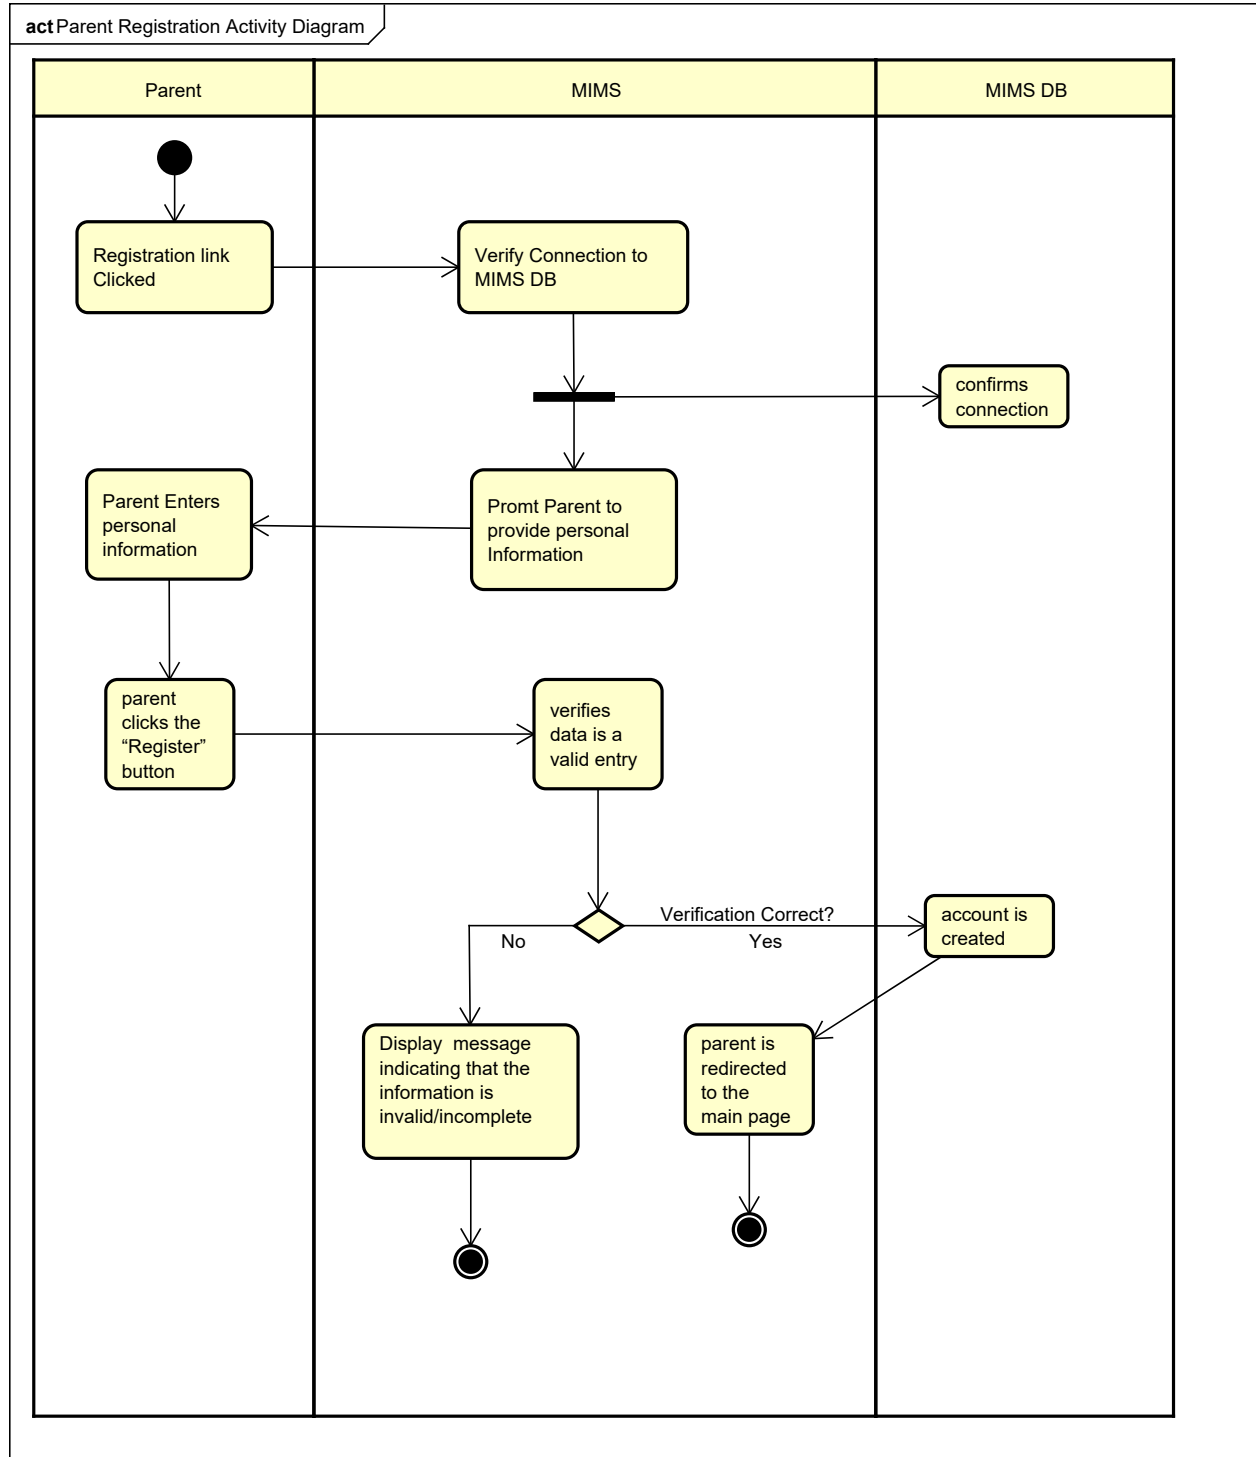 act Parent Registration Activity Diagram
Parent
MIMS
MIMS DB
Registration link
Clicked
Verify Connection to
MIMS DB
confirms
connection
Parent Enters
personal
information
Promt Parent to
provide personal
Information
parent
clicks the
“Register”
button
verifies
data is a
valid entry
Verification Correct?
No
Yes
account is
created
Display  message
indicating that the
information is
invalid/incomplete
parent is
redirected
to the
main page